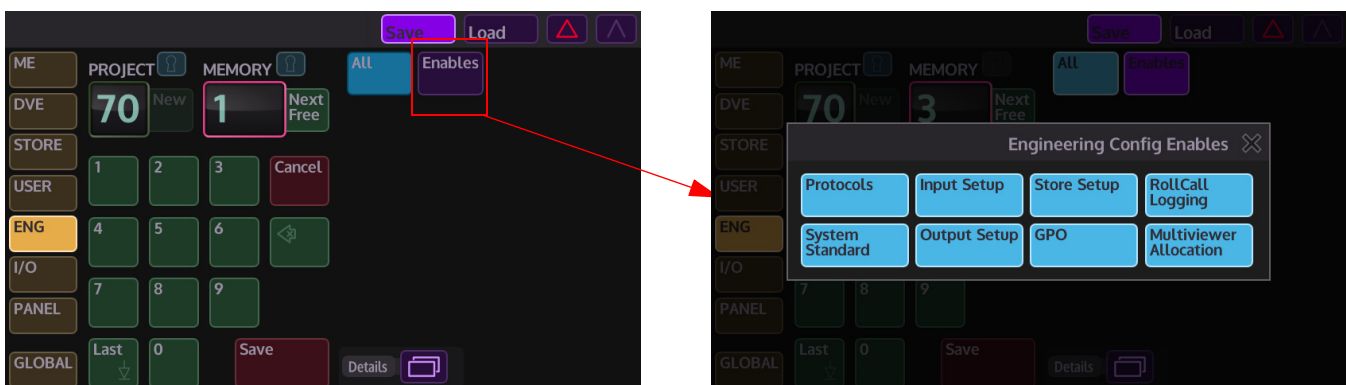 Save
Load
ME
PROJECT
MEMORY
All
Enables
DVE
70
New
1
Next
Free
STORE
1
2
3
Cancel
USER
ENG
4
5
6
I/O
7
8
9
PANEL
GLOBAL
Last
0
Save
Details
Save
Load
ME
PROJECT
MEMORY
All
Enables
DVE
70
New
3
Next
Free
STORE
Engineering Config Enables
USER
Protocols
Input Setup
Store Setup
RollCall
Logging
ENG
System
Standard
Output Setup
GPO
Multiviewer
Allocation
I/O
7
8
9
PANEL
GLOBAL
Last
0
Save
Details